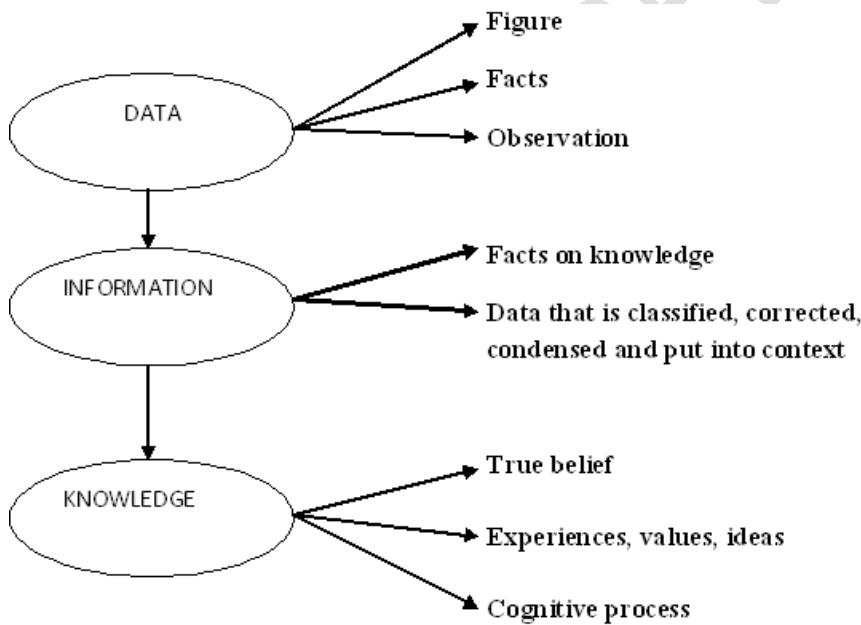 Figure
DATA
Facts
Observation
INFORMATION
Facts on knowledge
Data that is classified, corrected,
condensed and put into context
KNOWLEDGE
True belief
Experiences, values, ideas
Cognitive process